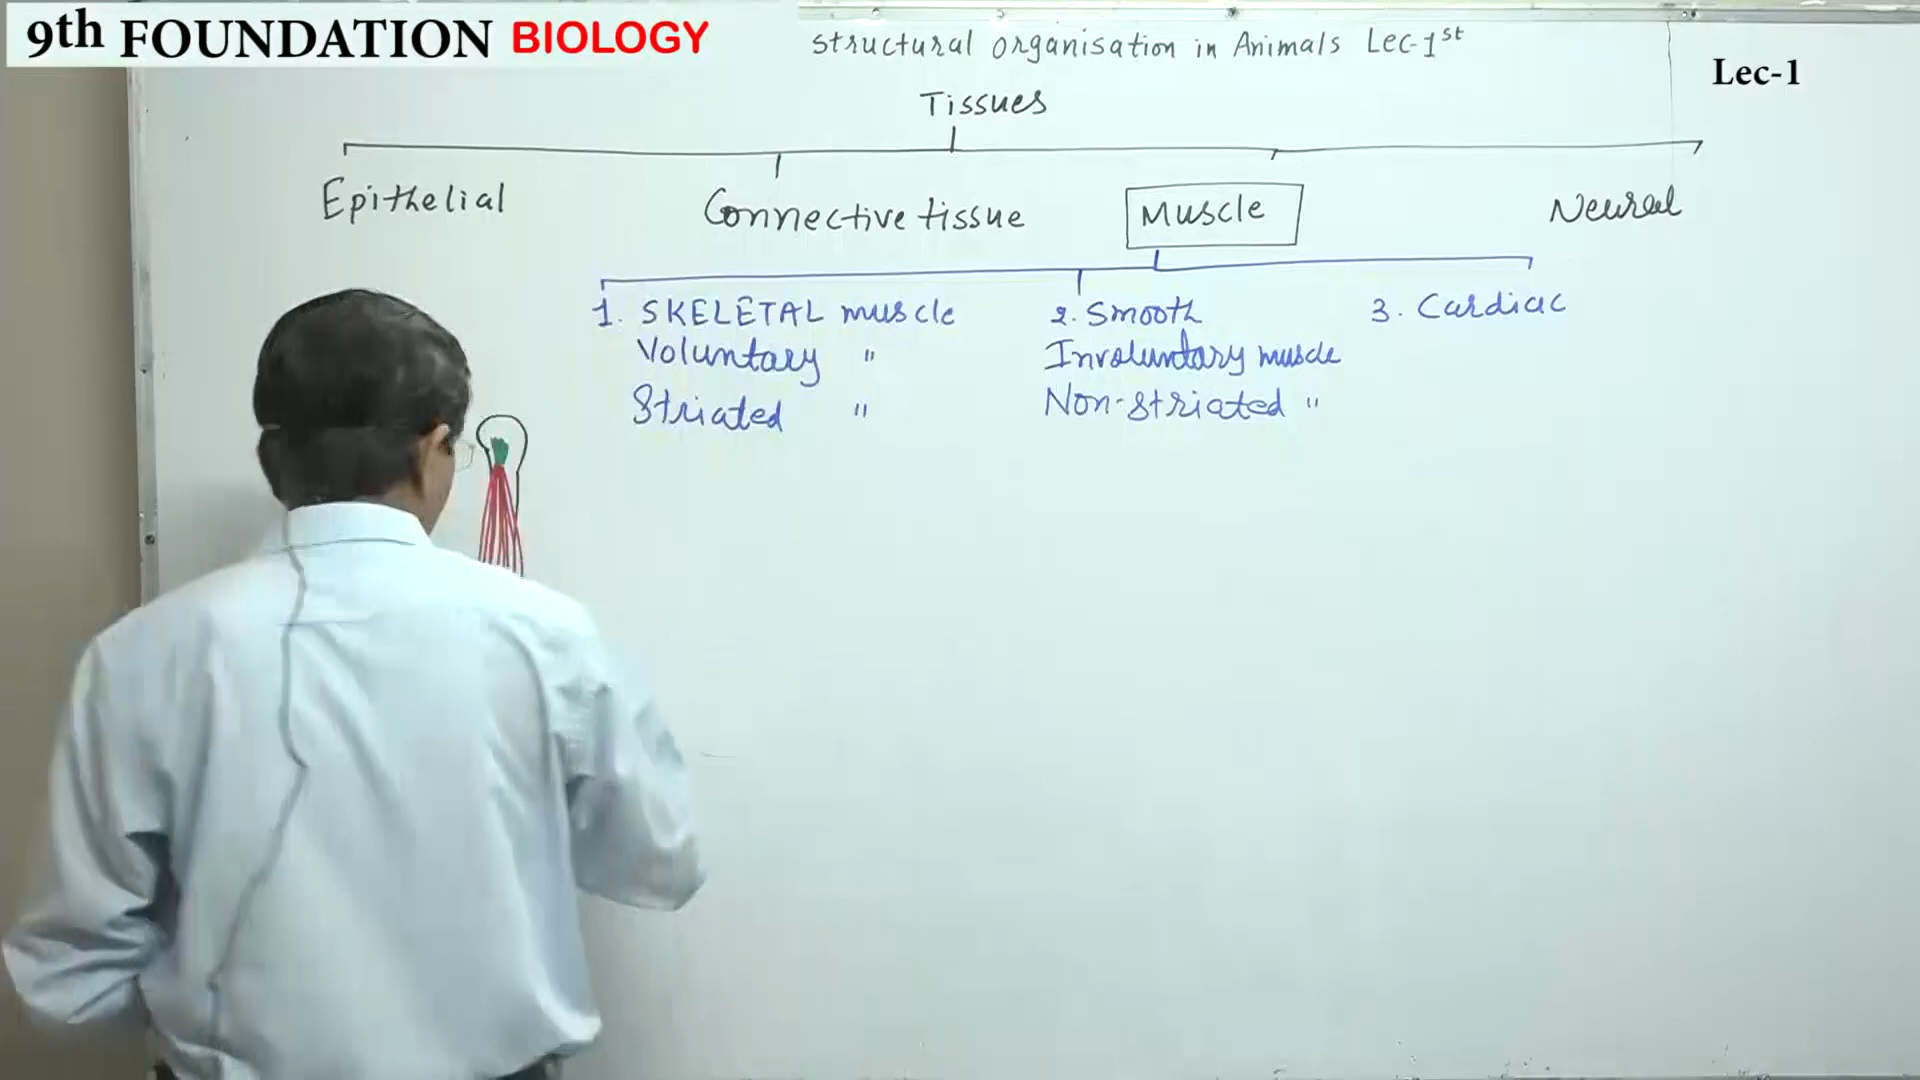 9th FOUNDATION BIOLOGY
Structural organisation in Animals Lec-1st
Lec-1
Tissues
Epithelial Connective tissue Muscle Neural
1. SKELETAL muscle 2. Smooth 3. Cardiac
Voluntary " Involuntary muscle
Striated " Non-striated "